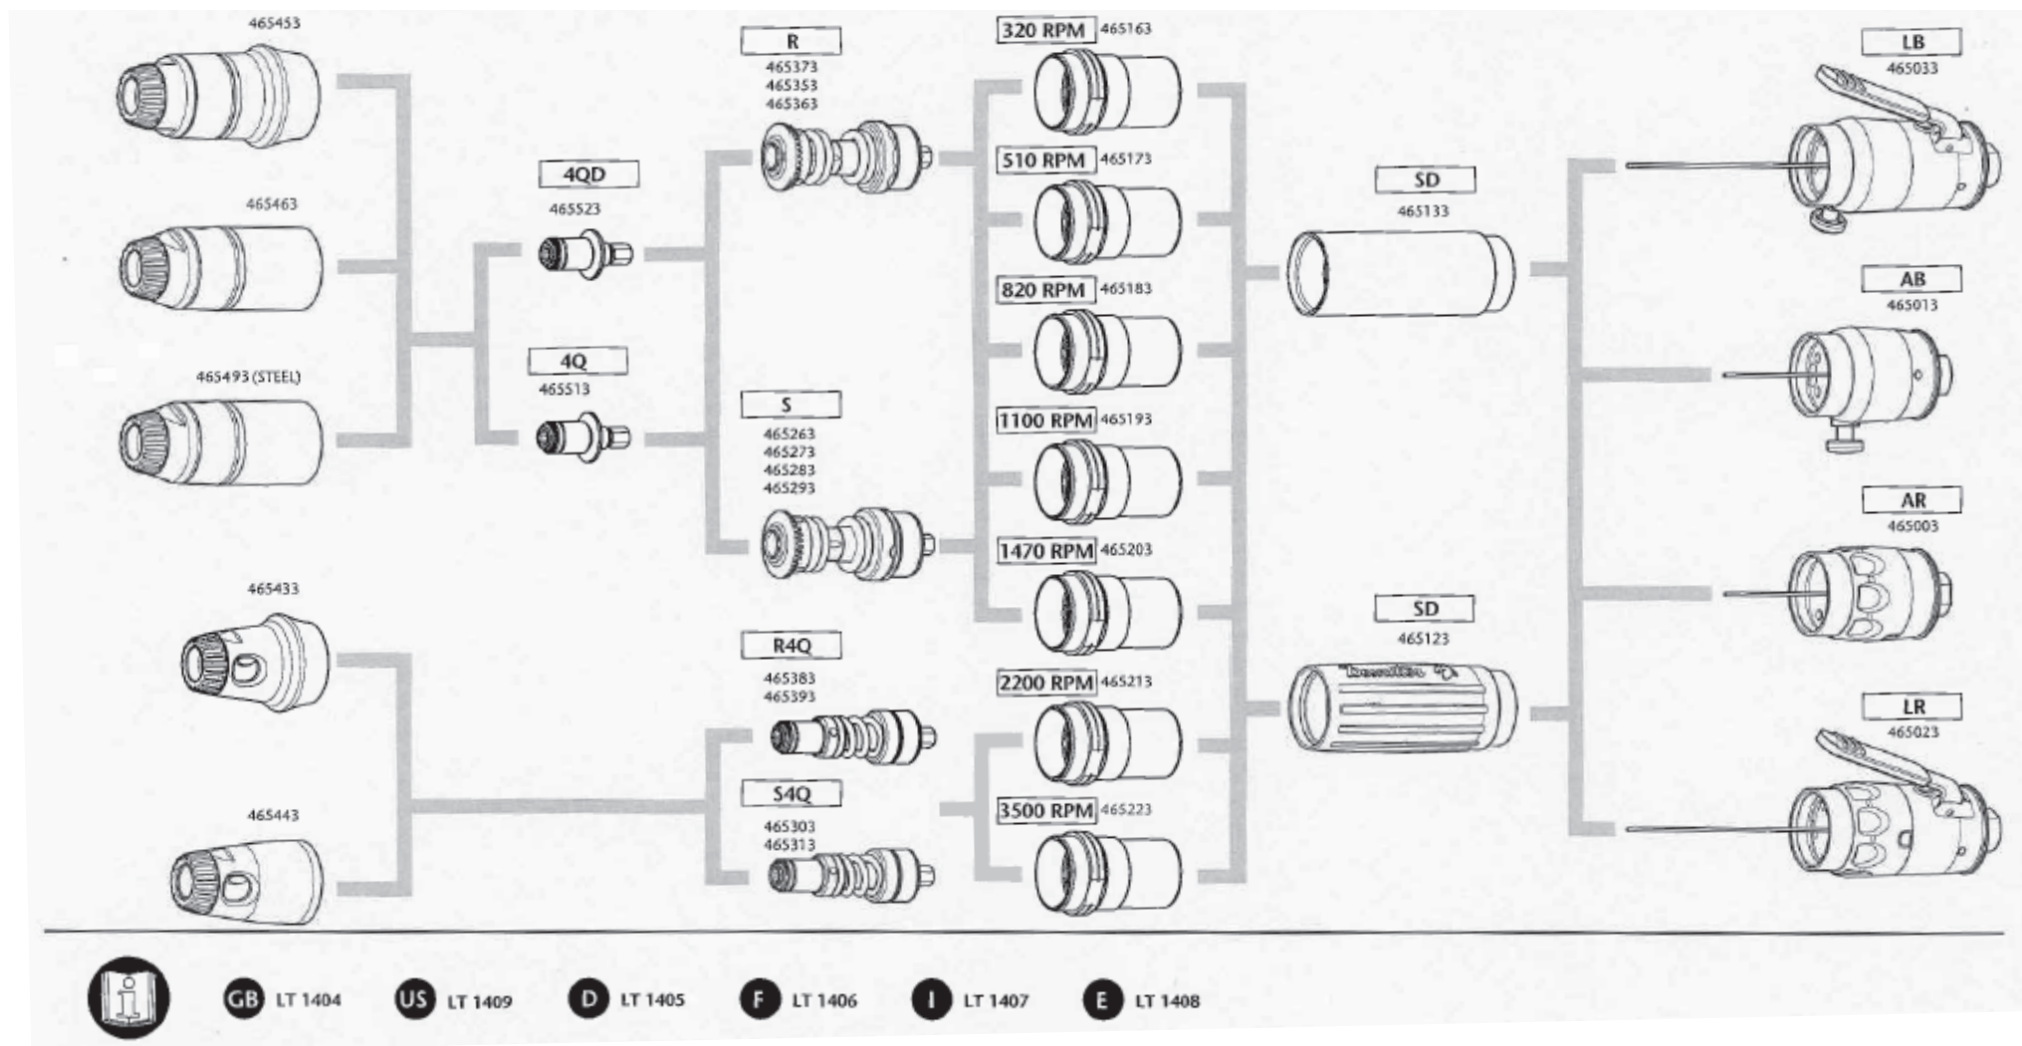 465453
465463
465493 (STEEL)
465433
465443
4QD
465523
4Q
465513
R
465373
465353
465363
S
465263
465273
465283
465293
R4Q
465383
465393
S4Q
465303
465313
320 RPM 465163
510 RPM 465173
820 RPM 465183
1100 RPM 465193
1470 RPM 465203
2200 RPM 465213
3500 RPM 465223
SD
465133
SD
465123
LB
465033
AB
465013
AR
465003
LR
465023
i GB LT 1404 US LT 1409 D LT 1405 F LT 1406 I LT 1407 E LT 1408